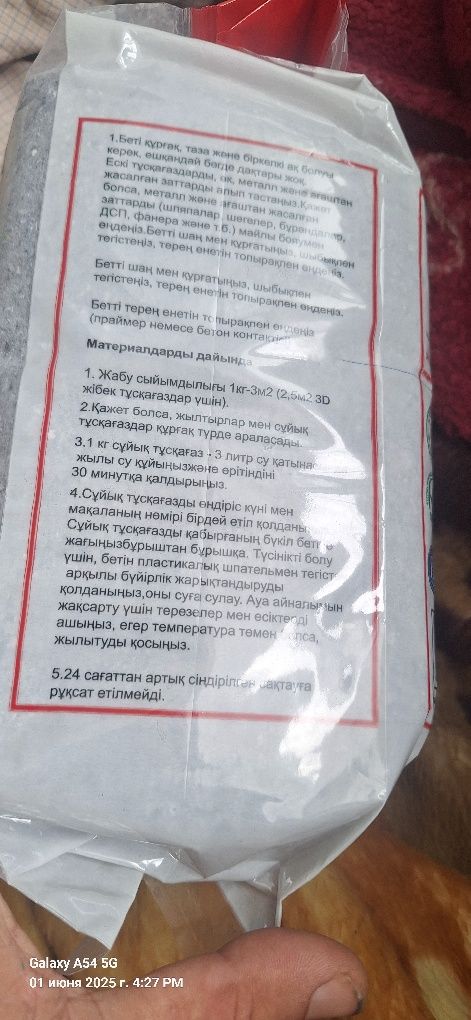 1.Беті құрғақ, таза және біркелкі ақ болуы
керек, ешқандай бөгде дақтары жоқ.
Ескі тұсқағаздарды, әк, металл және ағаштан
жасалған заттарды алып тастаңыз.Қажет
болса, металл және ағаштан жасалған
заттарды (шляпалар, шегелер, бұрандалар,
ДСП, фанера және т.б.) майлы бояумен
өңдеңіз.Бетті шаң мен құрғатыңыз, шыбықпен
тегістеңіз, терең енетін топырақпен өңдеңіз.
Бетті шаң мен құрғатыңыз, шыбықпен
тегістеңіз, терең енетін топырақпен өңдеңіз.
Бетті терең енетін топырақпен өңдеңіз
(праймер немесе бетон
Материалдарды дайында
1. Жабу сыйымдылығы 1кг-3м2 (2,5м2 3D
жібек тұсқағаздар үшін).
2.Қажет болса, жылтырлар мен сұйық
тұсқағаздар құрғақ түрде араласады.
3.1 кг сұйық тұсқағаз - 3 литр су
жылы су құйыңызжәне ерітіндіні
30 минутқа қалдырыңыз.
4.Сұйық тұсқағазды өндіріс күні мен
мақаланың нөмірі бірдей етіп
Сұйық тұсқағазды қабырғаның бүкіл
жағыңызбұрыштан бұрышқа. Түсінікті болу
үшін, бетін пластикалық шпательмен
арқылы бүйірлік жарықтандыруды
қолданыңыз,оны суға сулау. Ауа айналымын
жақсарту үшін терезелер мен есіктерді
ашыңыз, егер температура төмен болса,
жылытуды қосыңыз.
5.24 сағаттан артық сіңдірілген сақтауға
рұқсат етілмейді.
Galaxy A54 5G
01 июня 2025 г. 4:27 PM